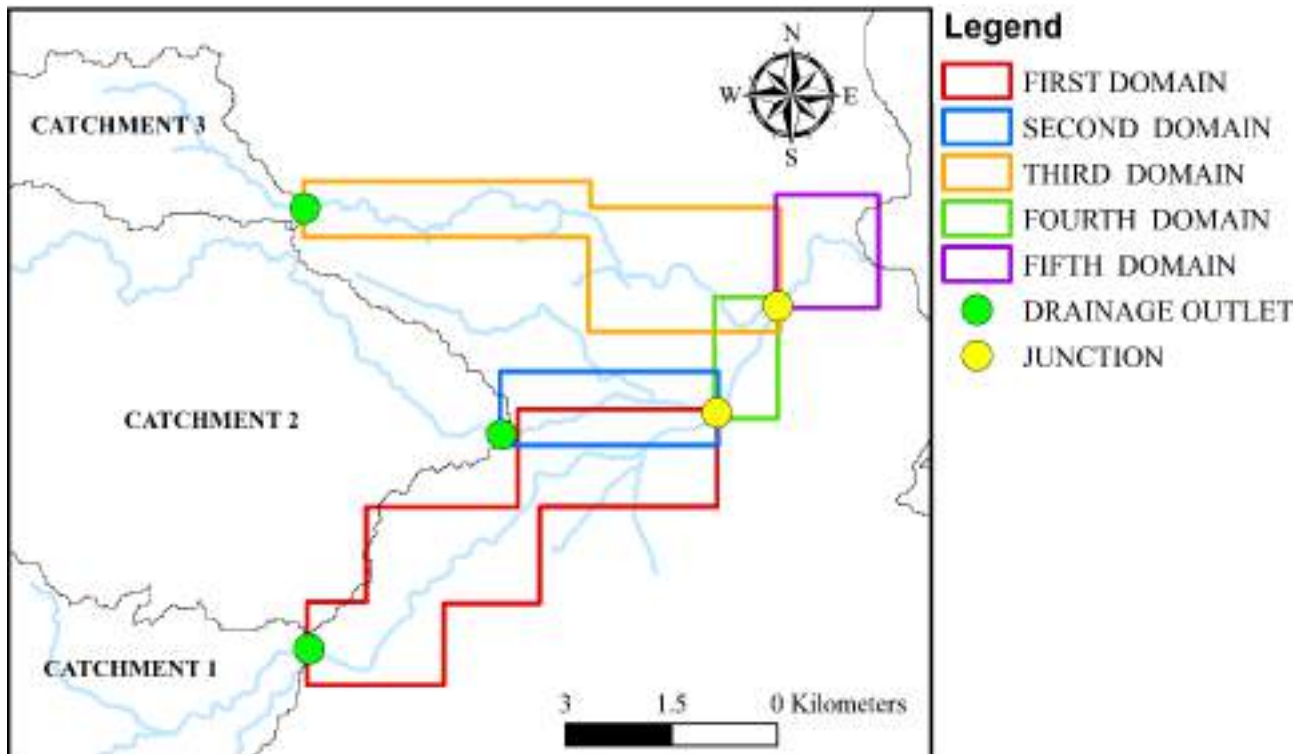 N
W E
S
CATCHMENT 3
CATCHMENT 2
CATCHMENT 1
3 1.5 0 Kilometers
Legend
FIRST DOMAIN
SECOND DOMAIN
THIRD DOMAIN
FOURTH DOMAIN
FIFTH DOMAIN
DRAINAGE OUTLET
JUNCTION